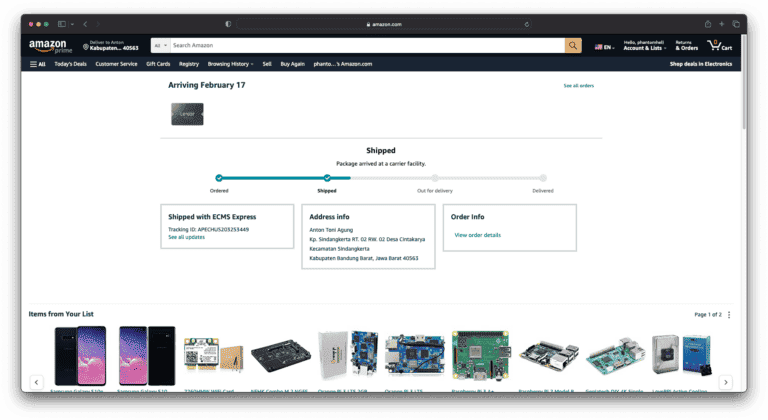 amazon.com
amazon prime
Deliver to Anton
Kabupaten... 40563
All
Search Amazon
EN
Hello, phantomhell
Account & Lists
Returns
& Orders
0
Cart
All
Today's Deals
Customer Service
Gift Cards
Registry
Browsing History
Sell
Buy Again
phanto...'s Amazon.com
Shop deals in Electronics
Arriving February 17
See all orders
Lexar
Shipped
Package arrived at a carrier facility.
Ordered
Shipped
Out for delivery
Delivered
Shipped with ECMS Express
Tracking ID: APECHUS203253449
See all updates
Address info
Anton Teni Agung
Kp. Sindangkerta RT. 02 RW. 02 Desa Cintakarya
Kecamatan Sindangkerta
Kabupaten Bandung Barat, Jawa Barat 40563
Order Info
View order details
Items from Your List
Page 1 of 2